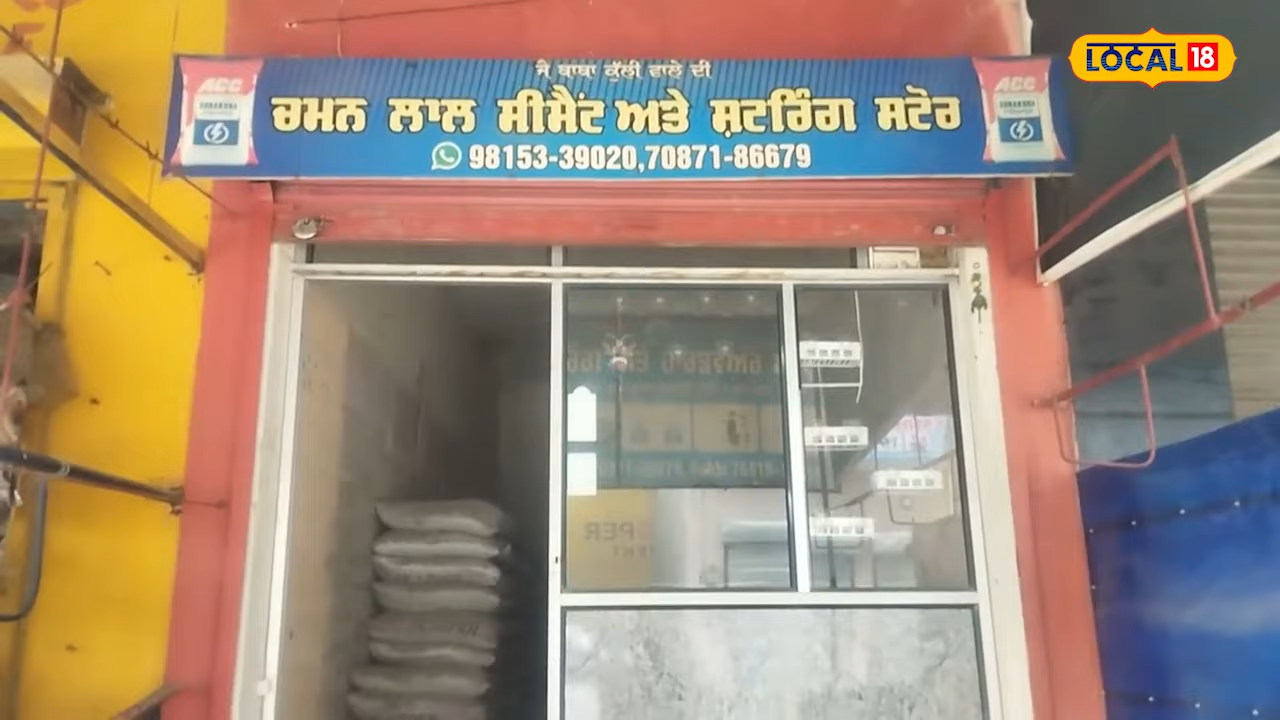 LOCAL 18
ਜੈ ਬਾਬਾ ਕੁੱਲੀ ਵਾਲੇ ਦੀ
ਚਮਨ ਲਾਲ ਸੀਮੈਂਟ ਅਤੇ ਸ਼ਟਰਿੰਗ ਸਟੋਰ
98153-39020,70871-86679
ACC
ACC